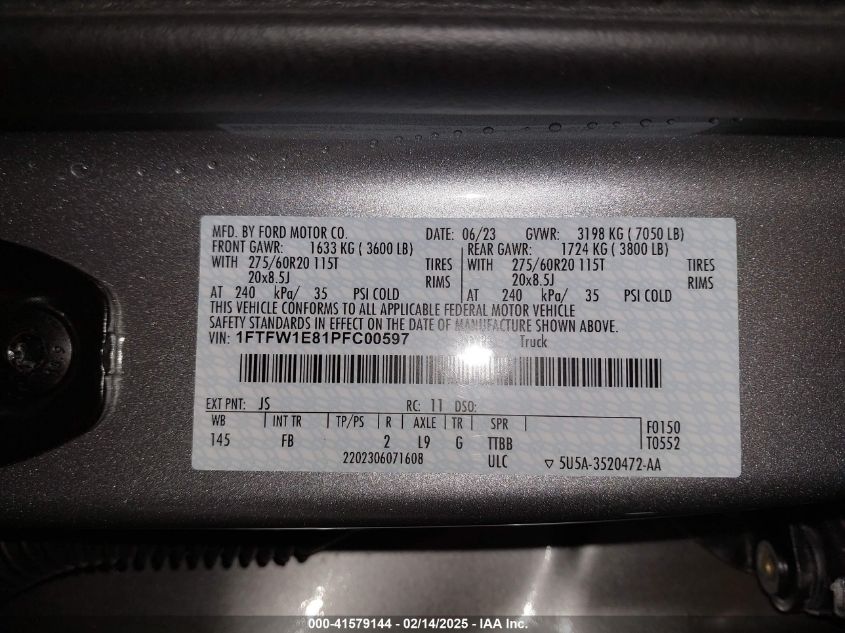 MFD. BY FORD MOTOR CO. DATE: 06/23 GVWR: 3198 KG ( 7050 LB)
FRONT GAWR: 1633 KG ( 3600 LB) REAR GAWR: 1724 KG ( 3800 LB)
WITH 275/60R20 115T TIRES WITH 275/60R20 115T TIRES
20x8.5J RIMS 20x8.5J RIMS
AT 240 kPa/ 35 PSI COLD AT 240 kPa/ 35 PSI COLD
THIS VEHICLE CONFORMS TO ALL APPLICABLE FEDERAL MOTOR VEHICLE
SAFETY STANDARDS IN EFFECT ON THE DATE OF MANUFACTURE SHOWN ABOVE.
VIN: 1FTFW1E81PFC00597 Truck
EXT PNT: JS RC: 11 DSO:
WB INT TR TP/PS R AXLE TR SPR F0150
145 FB 2 L9 G TTBB T0552
2202306071608 ULC ▽ 5U5A-3520472-AA
000-41579144 - 02/14/2025 - IAA Inc.